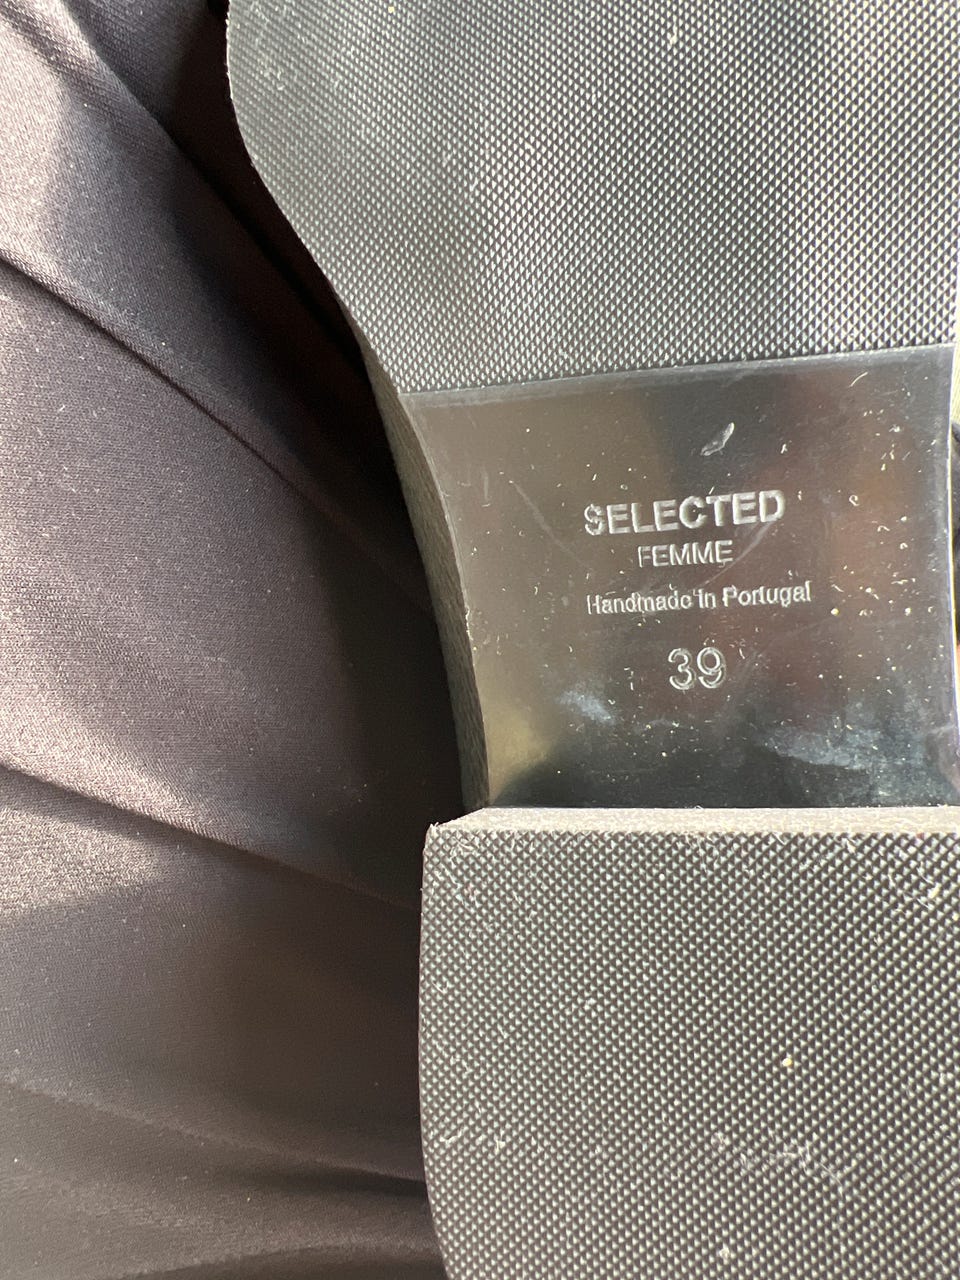 SELECTED
FEMME
Handmade in Portugal
39